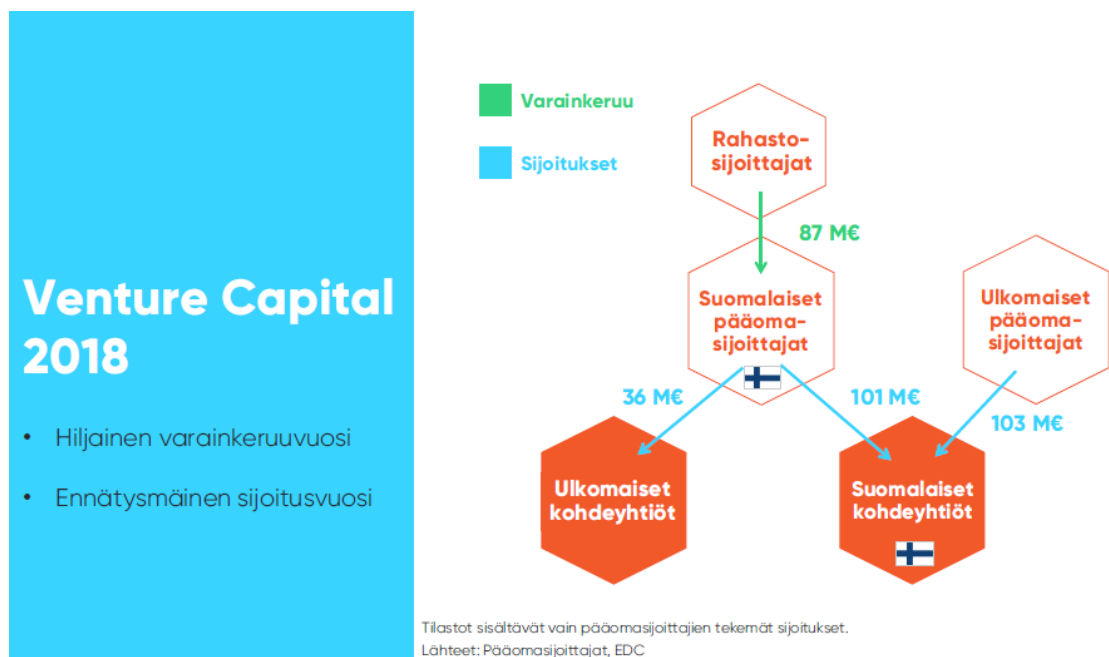 Venture Capital
2018
• Hiljainen varainkeruuvuosi
• Ennätysmäinen sijoitusvuosi
Varainkeruu
Sijoitukset
Rahasto-
sijoittajat
87 M€
Suomalaiset
pääoma-
sijoittajat
Ulkomaiset
pääoma-
sijoittajat
36 M€
101 M€
103 M€
Ulkomaiset
kohdeyhtiöt
Suomalaiset
kohdeyhtiöt
Tilastot sisältävät vain pääomasijoittajien tekemät sijoitukset.
Lähteet: Pääomasijoittajat, EDC